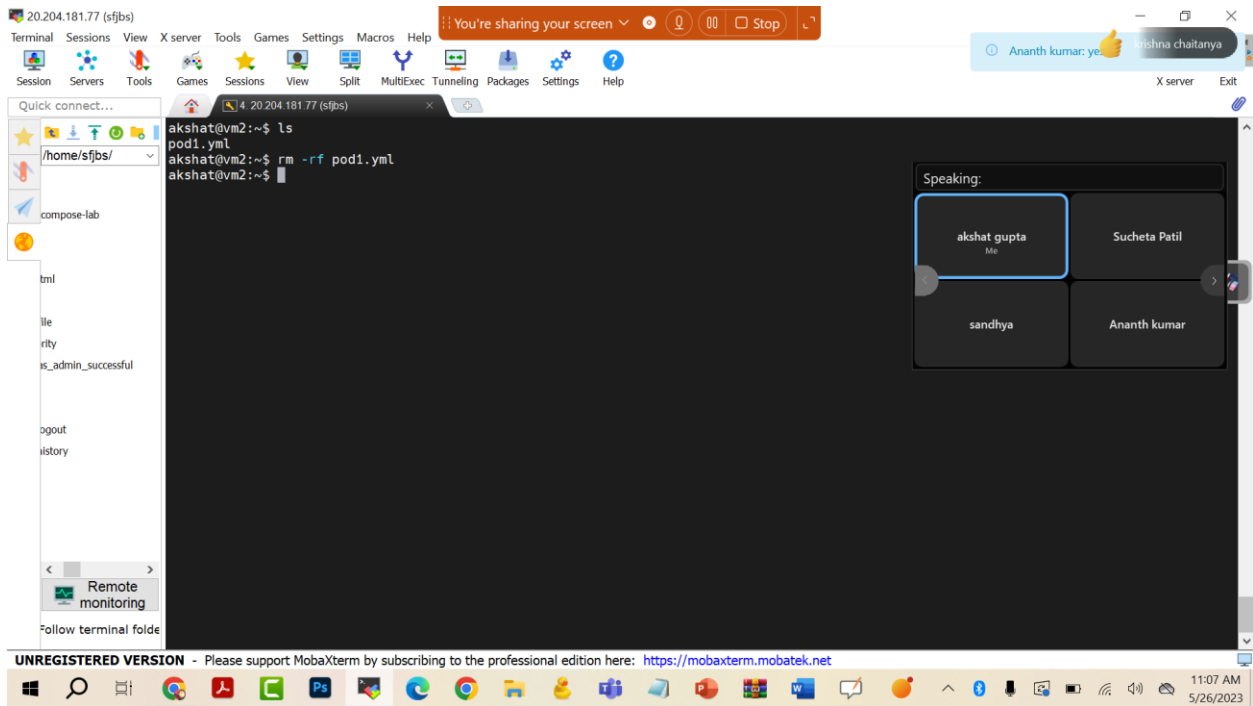 20.204.181.77 (sfjbs)
You're sharing your screen
Stop
Terminal Sessions View X server Tools Games Settings Macros Help
Ananth kumar: ye
krishna chaitanya
Session Servers Tools Games Sessions View Split MultiExec Tunneling Packages Settings Help
X server Exit
Quick connect...
4. 20.204.181.77 (sfjbs)
/home/sfjbs/
akshat@vm2:~$ ls
pod1.yml
akshat@vm2:~$ rm -rf pod1.yml
akshat@vm2:~$
compose-lab
tml
ile
rity
s_admin_successful
ogout
istory
Speaking:
akshat gupta
Me
Sucheta Patil
sandhya
Ananth kumar
Remote
monitoring
Follow terminal folde
UNREGISTERED VERSION - Please support MobaXterm by subscribing to the professional edition here: https://mobaxterm.mobatek.net
Ps
11:07 AM
5/26/2023